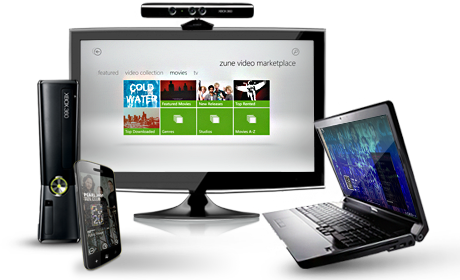 zune video marketplace
featured video collection movies tv
COLD
WATER
Featured Movies
New Releases
Top Rented
Top Downloaded
Genres
Studios
Movies A-Z
XBOX 360